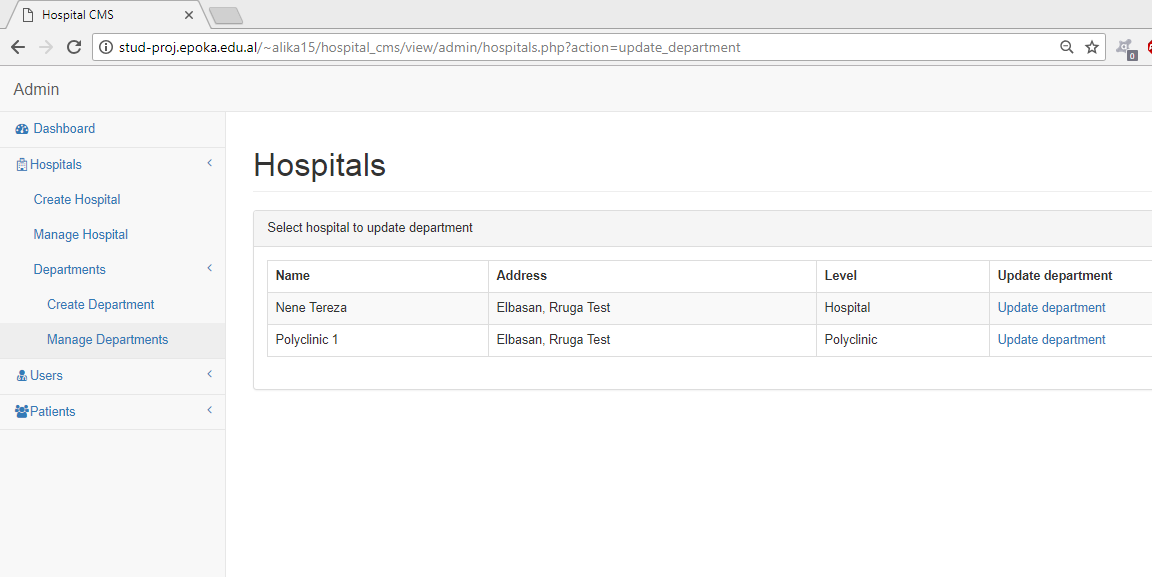 Hospital CMS
stud-proj.epoka.edu.al/~alika15/hospital_cms/view/admin/hospitals.php?action=update_department
0
Admin
Dashboard
Hospitals
Create Hospital
Manage Hospital
Departments
Create Department
Manage Departments
Users
Patients
Hospitals
Select hospital to update department
Name Address Level Update department
Nene Tereza Elbasan, Rruga Test Hospital Update department
Polyclinic 1 Elbasan, Rruga Test Polyclinic Update department